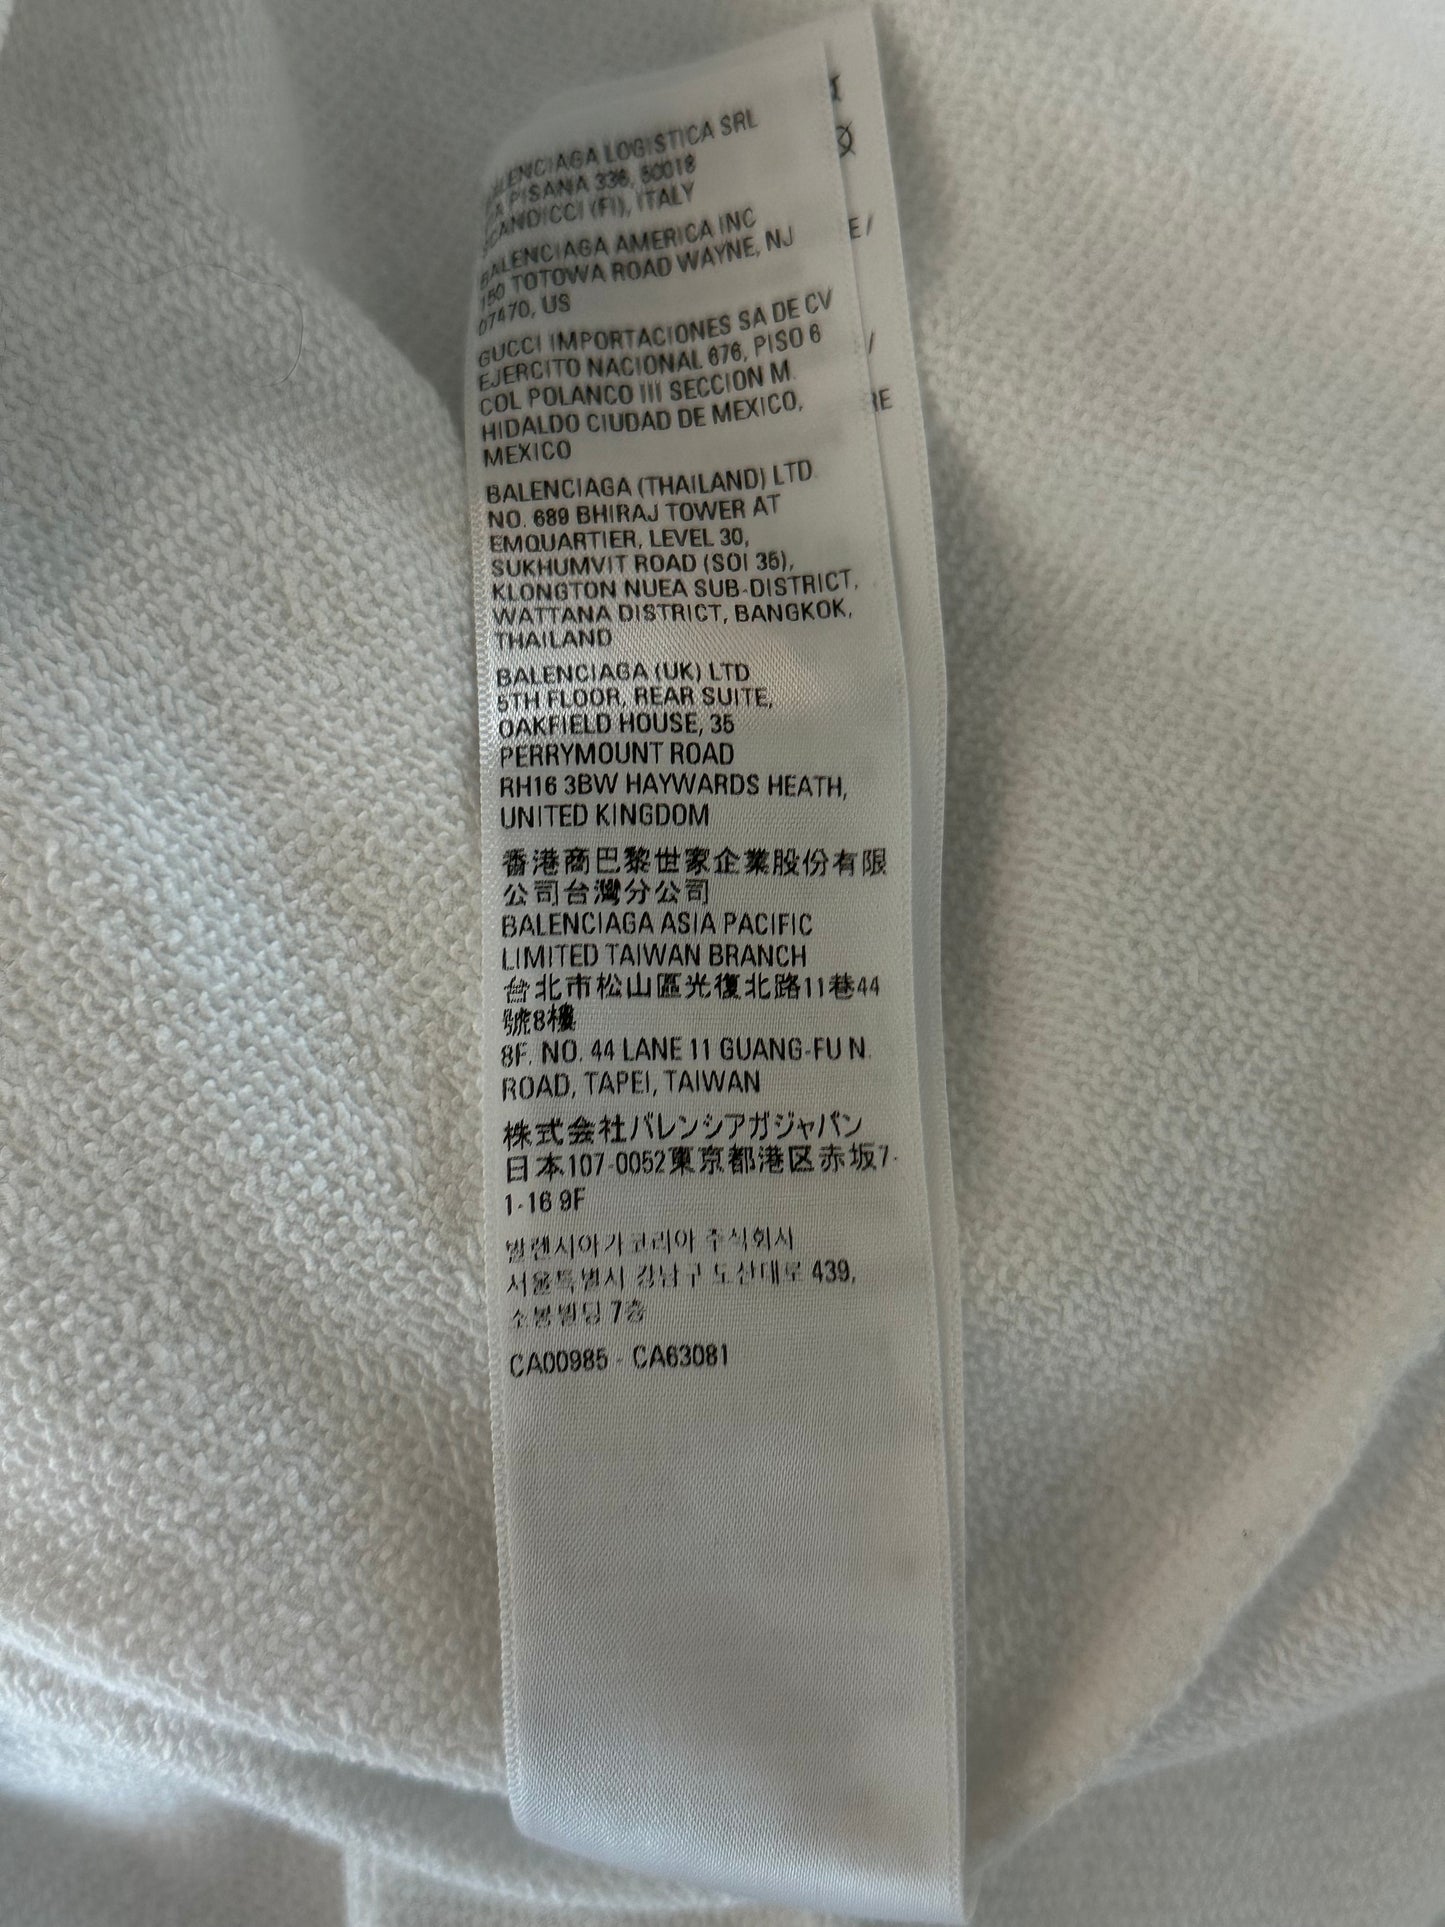 BALENCIAGA LOGISTICA SRL
VIA PISANA 336, 50018
SCANDICCI (FI), ITALY
BALENCIAGA AMERICA INC
150 TOTOWA ROAD WAYNE, NJ
07470, US
GUCCI IMPORTACIONES SA DE CV
EJERCITO NACIONAL 676, PISO 6
COL POLANCO III SECCION M.
HIDALDO CIUDAD DE MEXICO,
MEXICO
BALENCIAGA (THAILAND) LTD.
NO. 689 BHIRAJ TOWER AT
EMQUARTIER, LEVEL 30,
SUKHUMVIT ROAD (SOI 35),
KLONGTON NUEA SUB-DISTRICT,
WATTANA DISTRICT, BANGKOK,
THAILAND
BALENCIAGA (UK) LTD
5TH FLOOR, REAR SUITE,
OAKFIELD HOUSE, 35
PERRYMOUNT ROAD
RH16 3BW HAYWARDS HEATH,
UNITED KINGDOM
香港商巴黎世家企業股份有限
公司台灣分公司
BALENCIAGA ASIA PACIFIC
LIMITED TAIWAN BRANCH
台北市松山區光復北路11巷44
號8樓
8F, NO. 44 LANE 11 GUANG-FU N.
ROAD, TAPEI, TAIWAN
株式会社バレンシアガジャパン
日本107-0052東京都港区赤坂7-
1-16 9F
발렌시아가코리아 주식회사
서울특별시 강남구 도산대로 439,
소봉빌딩 7층
CA00985 - CA63081
E /
/
RE